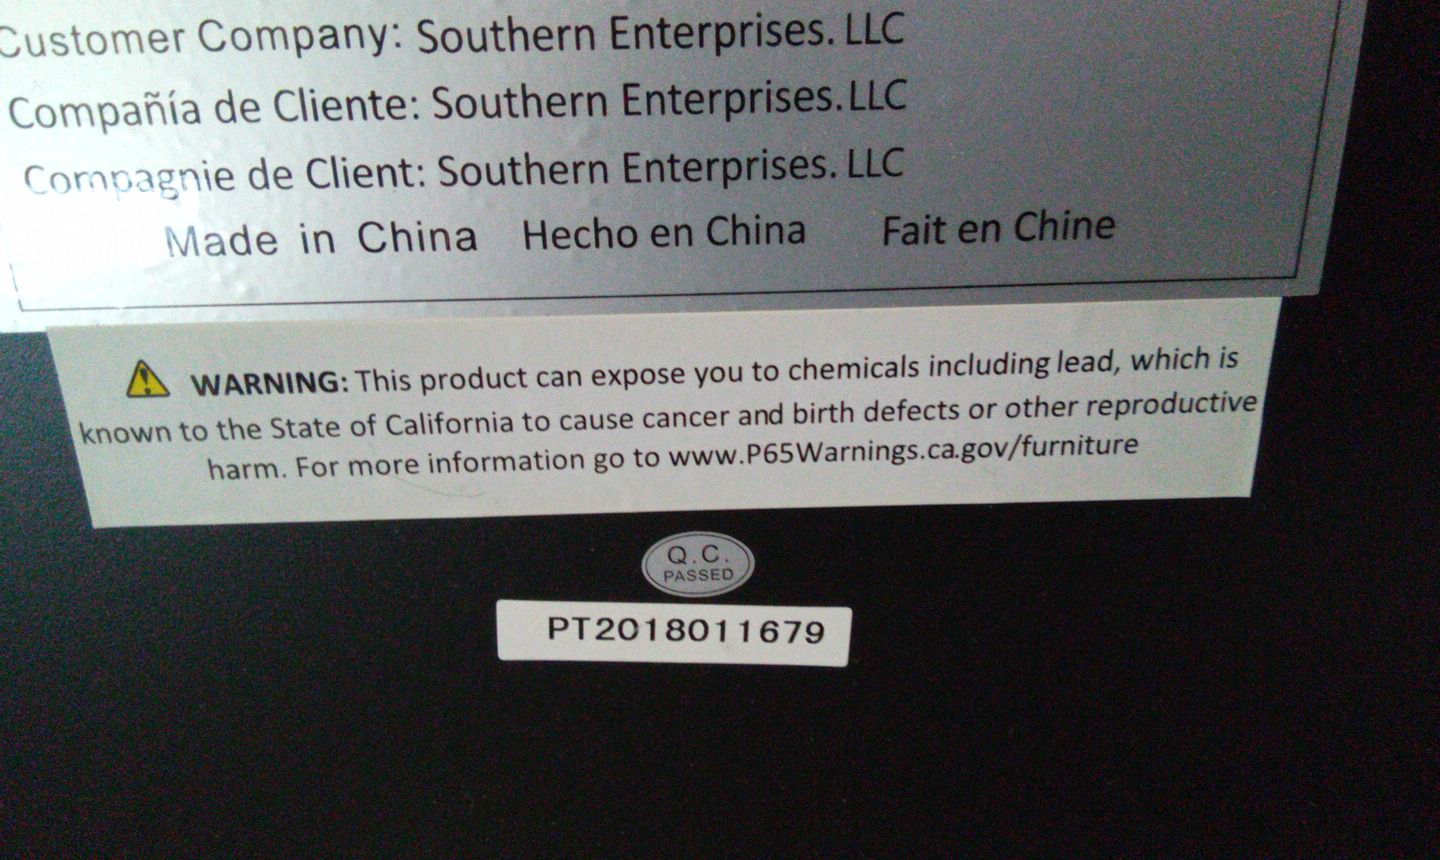 Customer Company: Southern Enterprises. LLC
Compañía de Cliente: Southern Enterprises. LLC
Compagnie de Client: Southern Enterprises. LLC
Made in China Hecho en China Fait en Chine
WARNING: This product can expose you to chemicals including lead, which is
known to the State of California to cause cancer and birth defects or other reproductive
harm. For more information go to www.P65Warnings.ca.gov/furniture
Q.C.
PASSED
PT2018011679